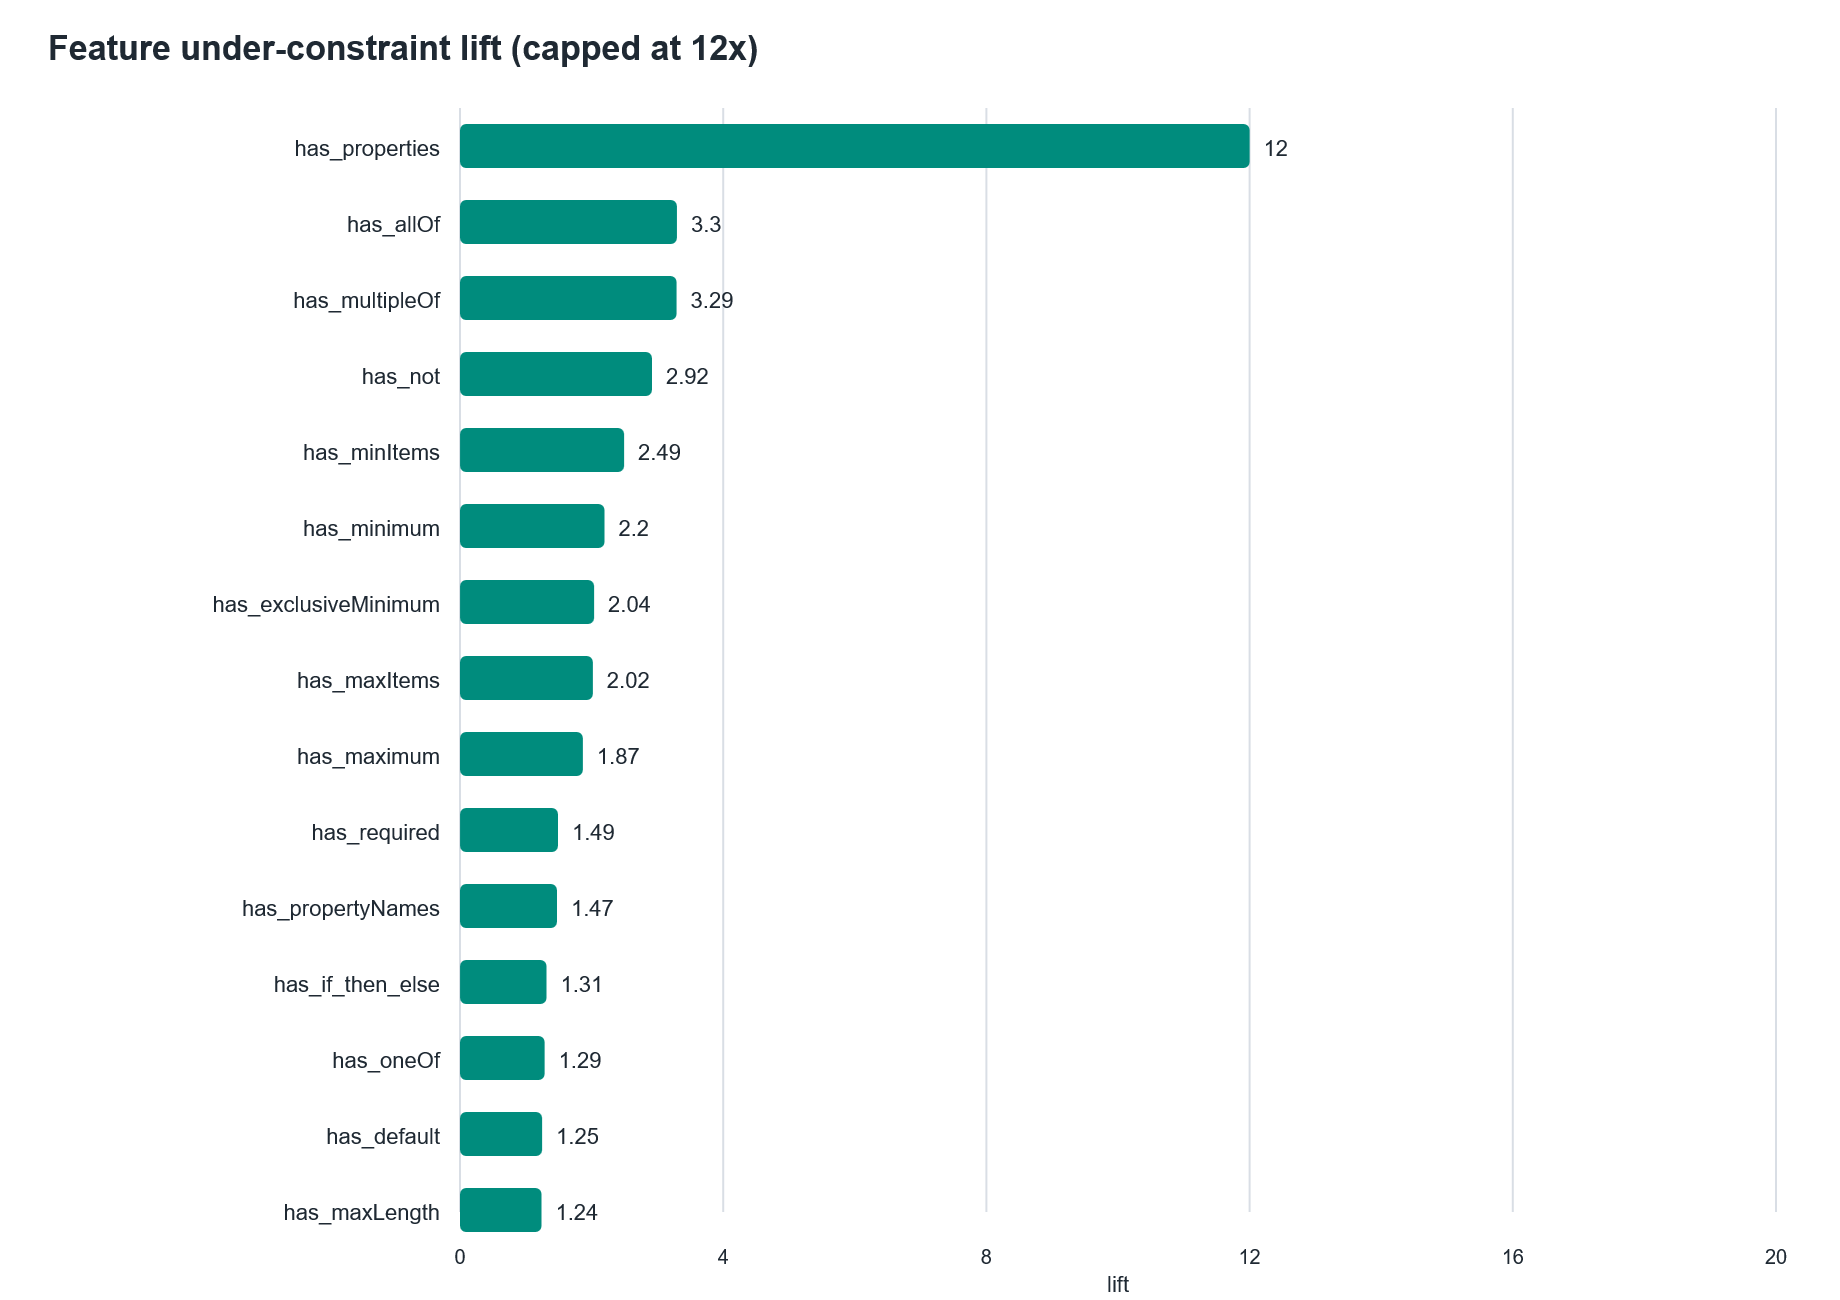 Feature under-constraint lift (capped at 12x)
has_properties 12
has_allOf 3.3
has_multipleOf 3.29
has_not 2.92
has_minItems 2.49
has_minimum 2.2
has_exclusiveMinimum 2.04
has_maxItems 2.02
has_maximum 1.87
has_required 1.49
has_propertyNames 1.47
has_if_then_else 1.31
has_oneOf 1.29
has_default 1.25
has_maxLength 1.24
0 4 8 12 16 20
lift